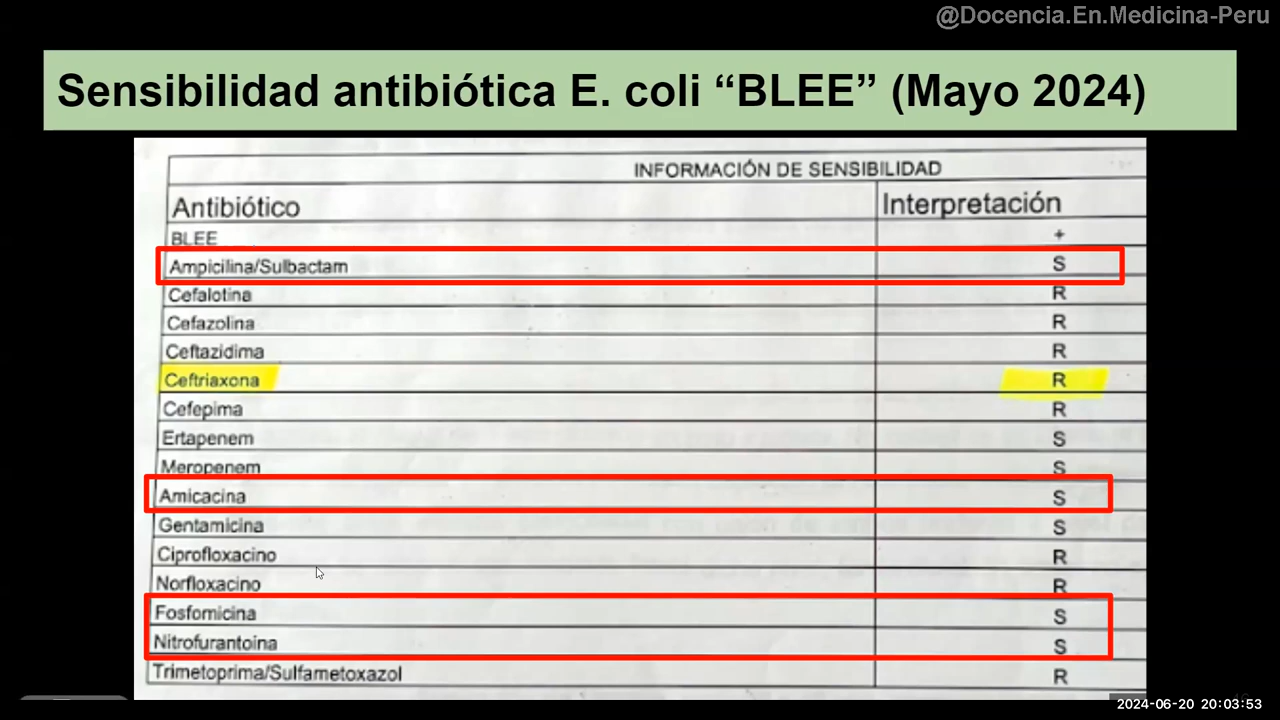 @Docencia.En.Medicina-Peru
Sensibilidad antibiótica E. coli “BLEE” (Mayo 2024)
INFORMACIÓN DE SENSIBILIDAD
Antibiótico Interpretación
BLEE +
Ampicilina/Sulbactam S
Cefalotina R
Cefazolina R
Ceftazidima R
Ceftriaxona R
Cefepima R
Ertapenem S
Meropenem S
Amicacina S
Gentamicina S
Ciprofloxacino R
Norfloxacino R
Fosfomicina S
Nitrofurantoina S
Trimetoprima/Sulfametoxazol R
2024-06-20 20:03:53